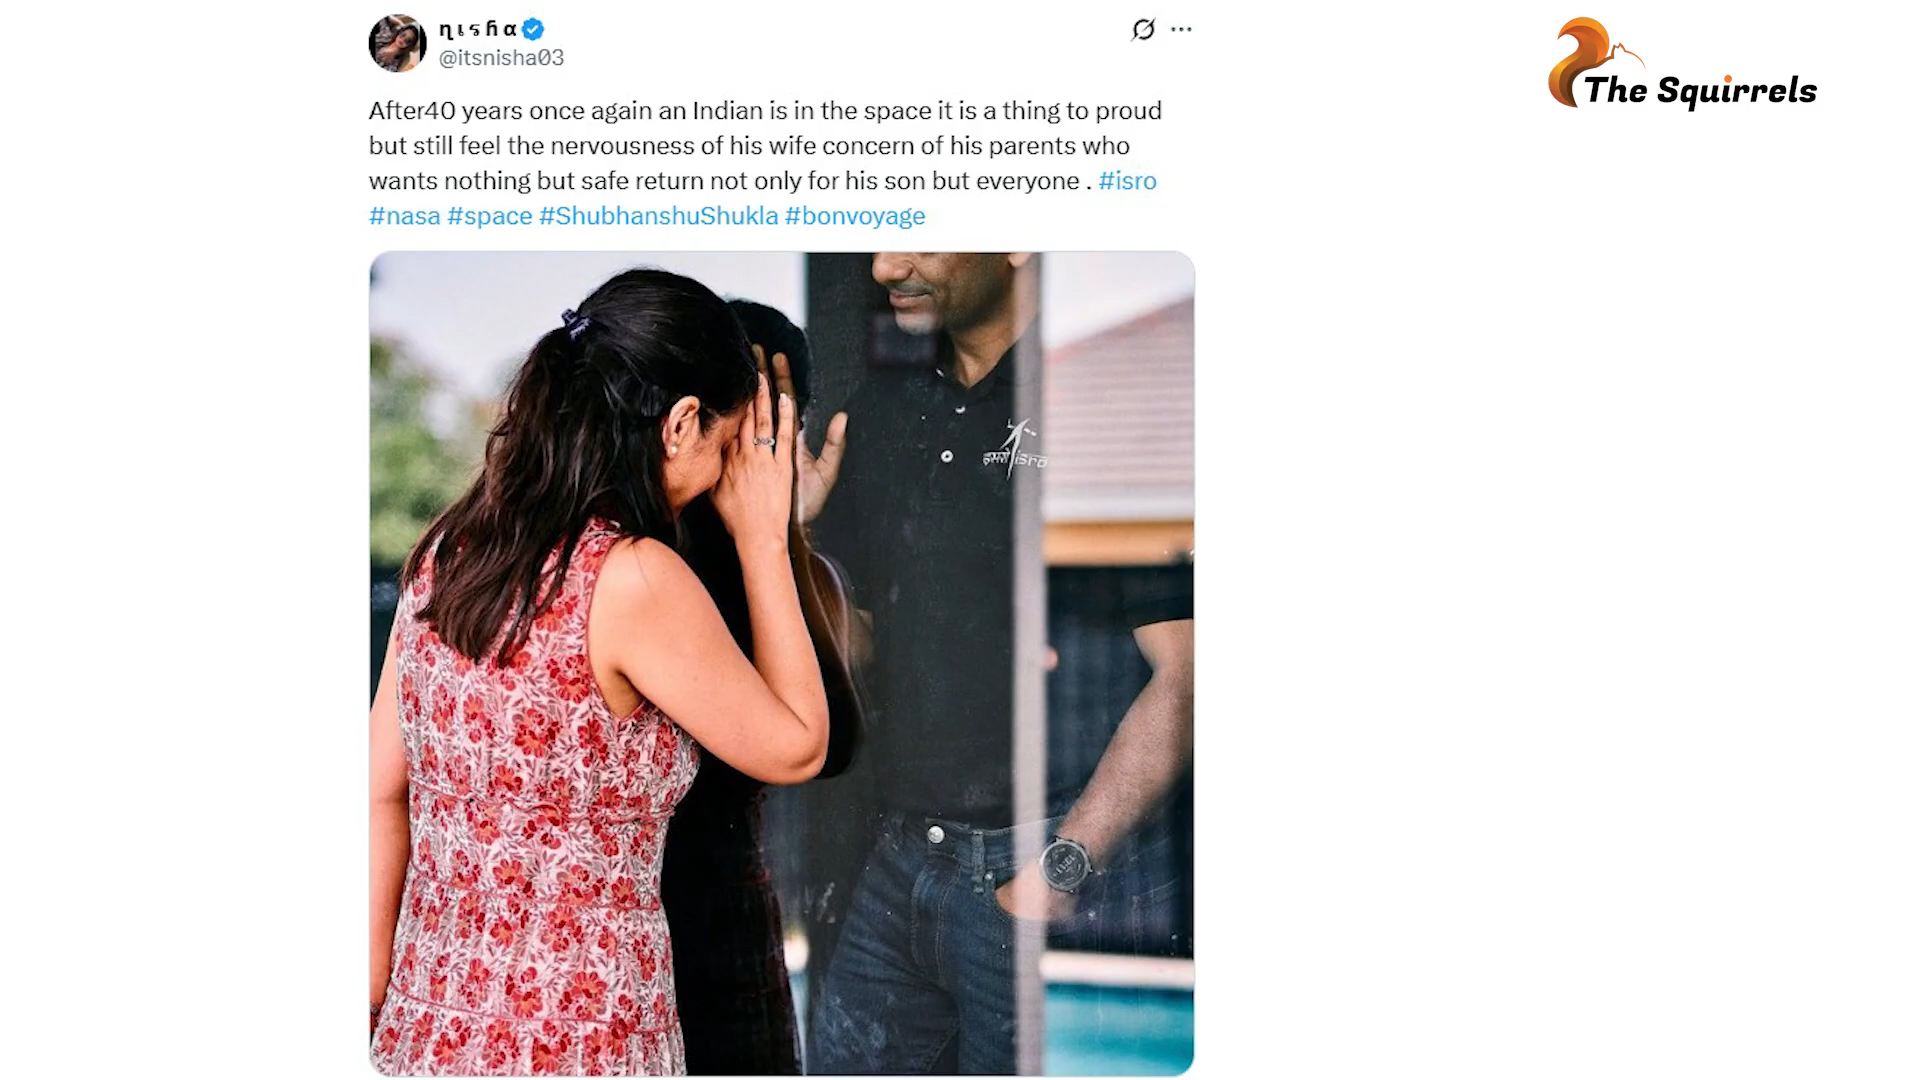 ηιꜱɦα
@itsnisha03
The Squirrels
After40 years once again an Indian is in the space it is a thing to proud
but still feel the nervousness of his wife concern of his parents who
wants nothing but safe return not only for his son but everyone . #isro
#nasa #space #ShubhanshuShukla #bonvoyage
इसरो isro